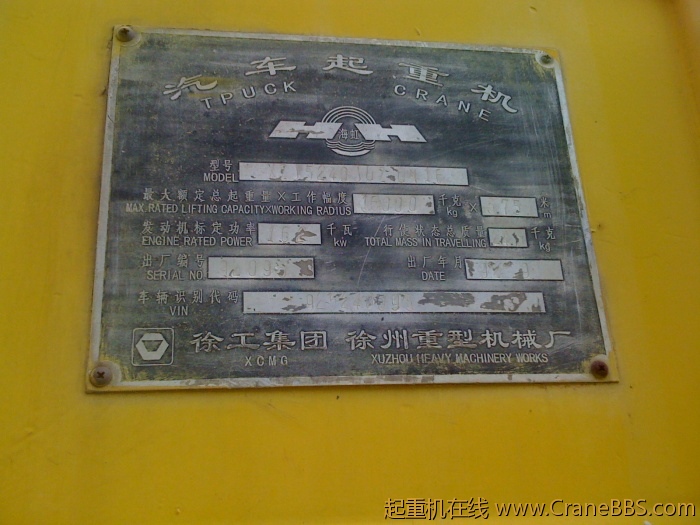 汽车起重机
TPUCK CRANE
海虹
型号
MODEL
最大额定总起重量×工作幅度 千克 × 米
MAX.RATED LIFTING CAPACITY×WORKING RADIUS kg m
发动机标定功率 千瓦 行使状态总质量 千克
ENGINE RATED POWER kw TOTAL MASS IN TRAVELLING kg
出厂编号 出厂年月
SERIAL NO. DATE
车辆识别代码
VIN
徐工集团 徐州重型机械厂
XCMG XUZHOU HEAVY MACHINERY WORKS
起重机在线 www.CraneBBS.com